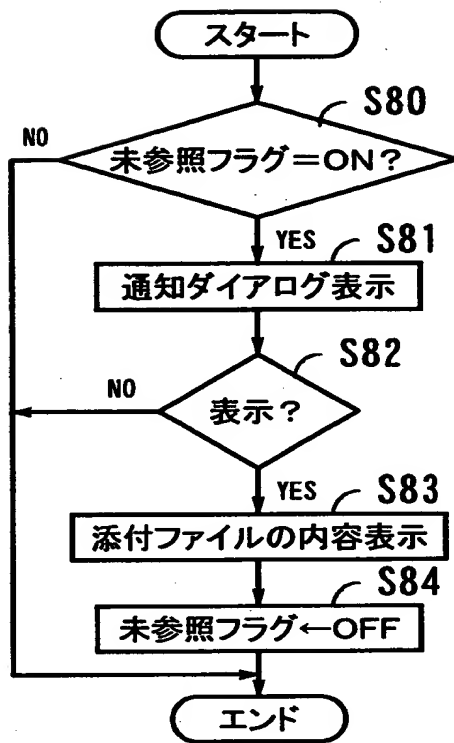 スタート
S80
NO
未参照フラグ=ON?
YES
S81
通知ダイアログ表示
S82
NO
表示?
YES
S83
添付ファイルの内容表示
S84
未参照フラグ←OFF
エンド